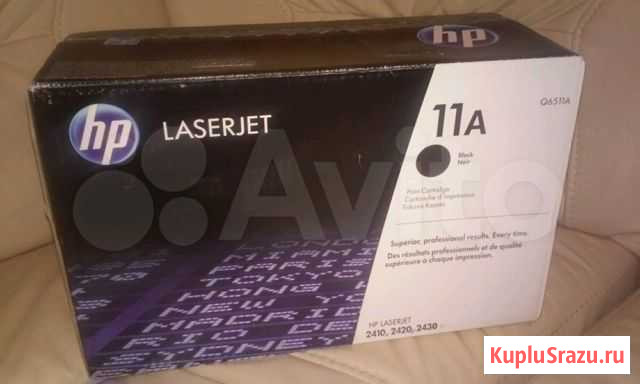 hp
hp
LASERJET
11A
Q6511A
Black
Noir
Print Cartridge
Cartouche d'impression
Avito
Superior, professional results. Every time.
Des résultats professionnels et de qualité
supérieure à chaque impression.
HP LASERJET
2410, 2420, 2430
KupluSrazu.ru